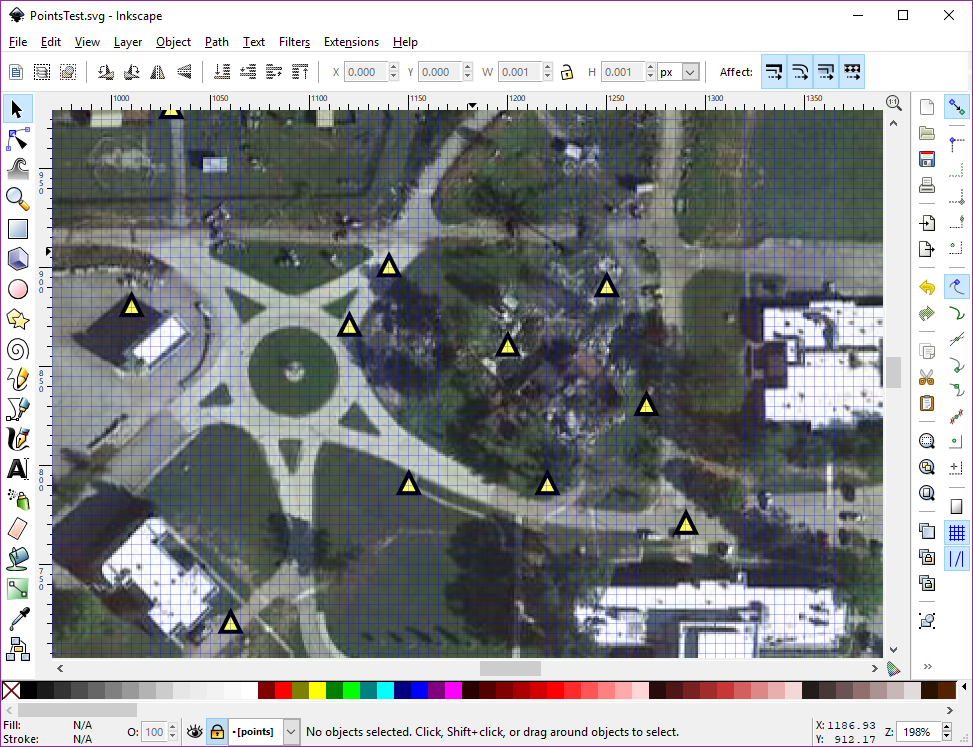 PointsTest.svg - Inkscape
File Edit View Layer Object Path Text Filters Extensions Help
X 0.000 Y 0.000 W 0.001 H 0.001 px Affect:
1000 1050 1100 1150 1200 1250 1300 1350
1:1
950
900
850
800
750
A
Fill: N/A
Stroke: N/A
O: 100
•[points]
No objects selected. Click, Shift+click, or drag around objects to select.
X: 1186.93
Y: 912.17
Z: 198%